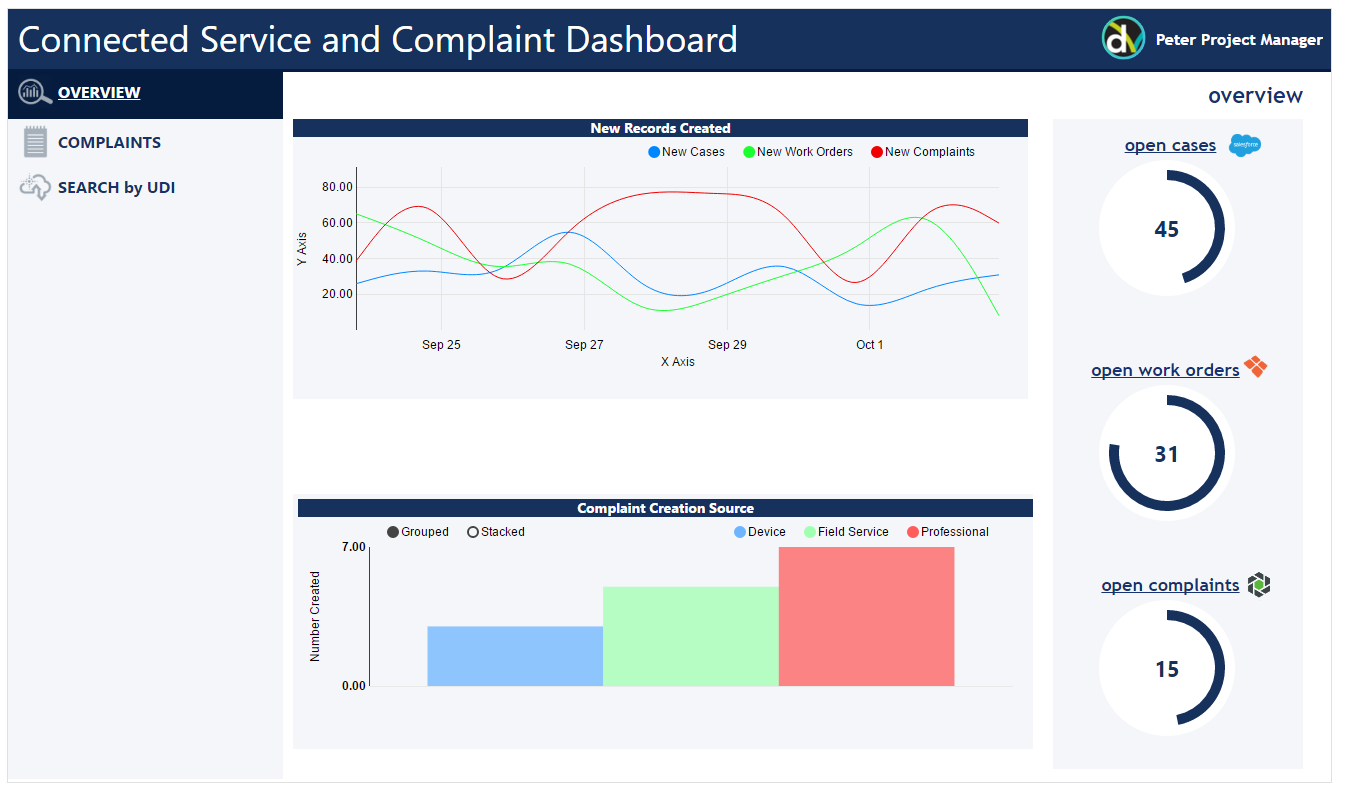 Connected Service and Complaint Dashboard
dv
Peter Project Manager
OVERVIEW
COMPLAINTS
SEARCH by UDI
overview
New Records Created
New Cases New Work Orders New Complaints
80.00
60.00
40.00
20.00
Y Axis
Sep 25 Sep 27 Sep 29 Oct 1
X Axis
Complaint Creation Source
Grouped Stacked Device Field Service Professional
7.00
0.00
Number Created
open cases
salesforce
45
open work orders
31
open complaints
15